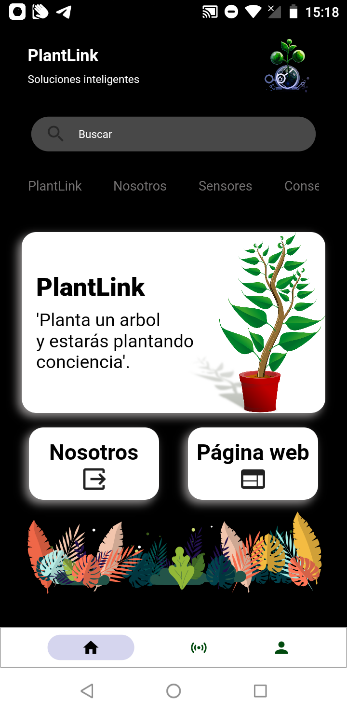 15:18
PlantLink
Soluciones inteligentes
Buscar
PlantLink Nosotros Sensores Conse
PlantLink
'Planta un arbol
y estarás plantando
conciencia'.
Nosotros Página web